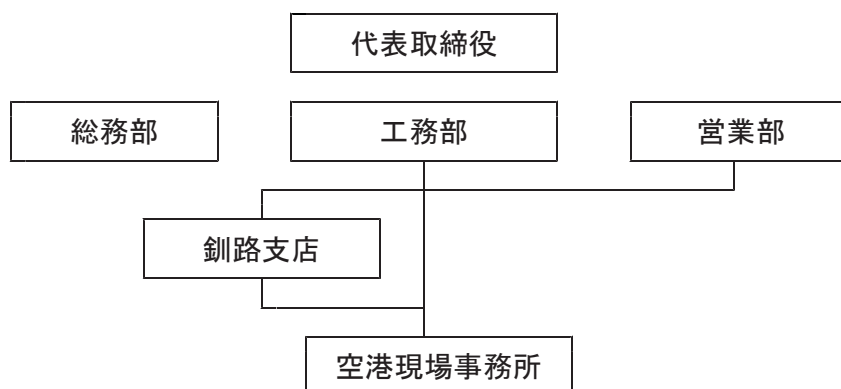 代表取締役
総務部
工務部
営業部
釧路支店
空港現場事務所